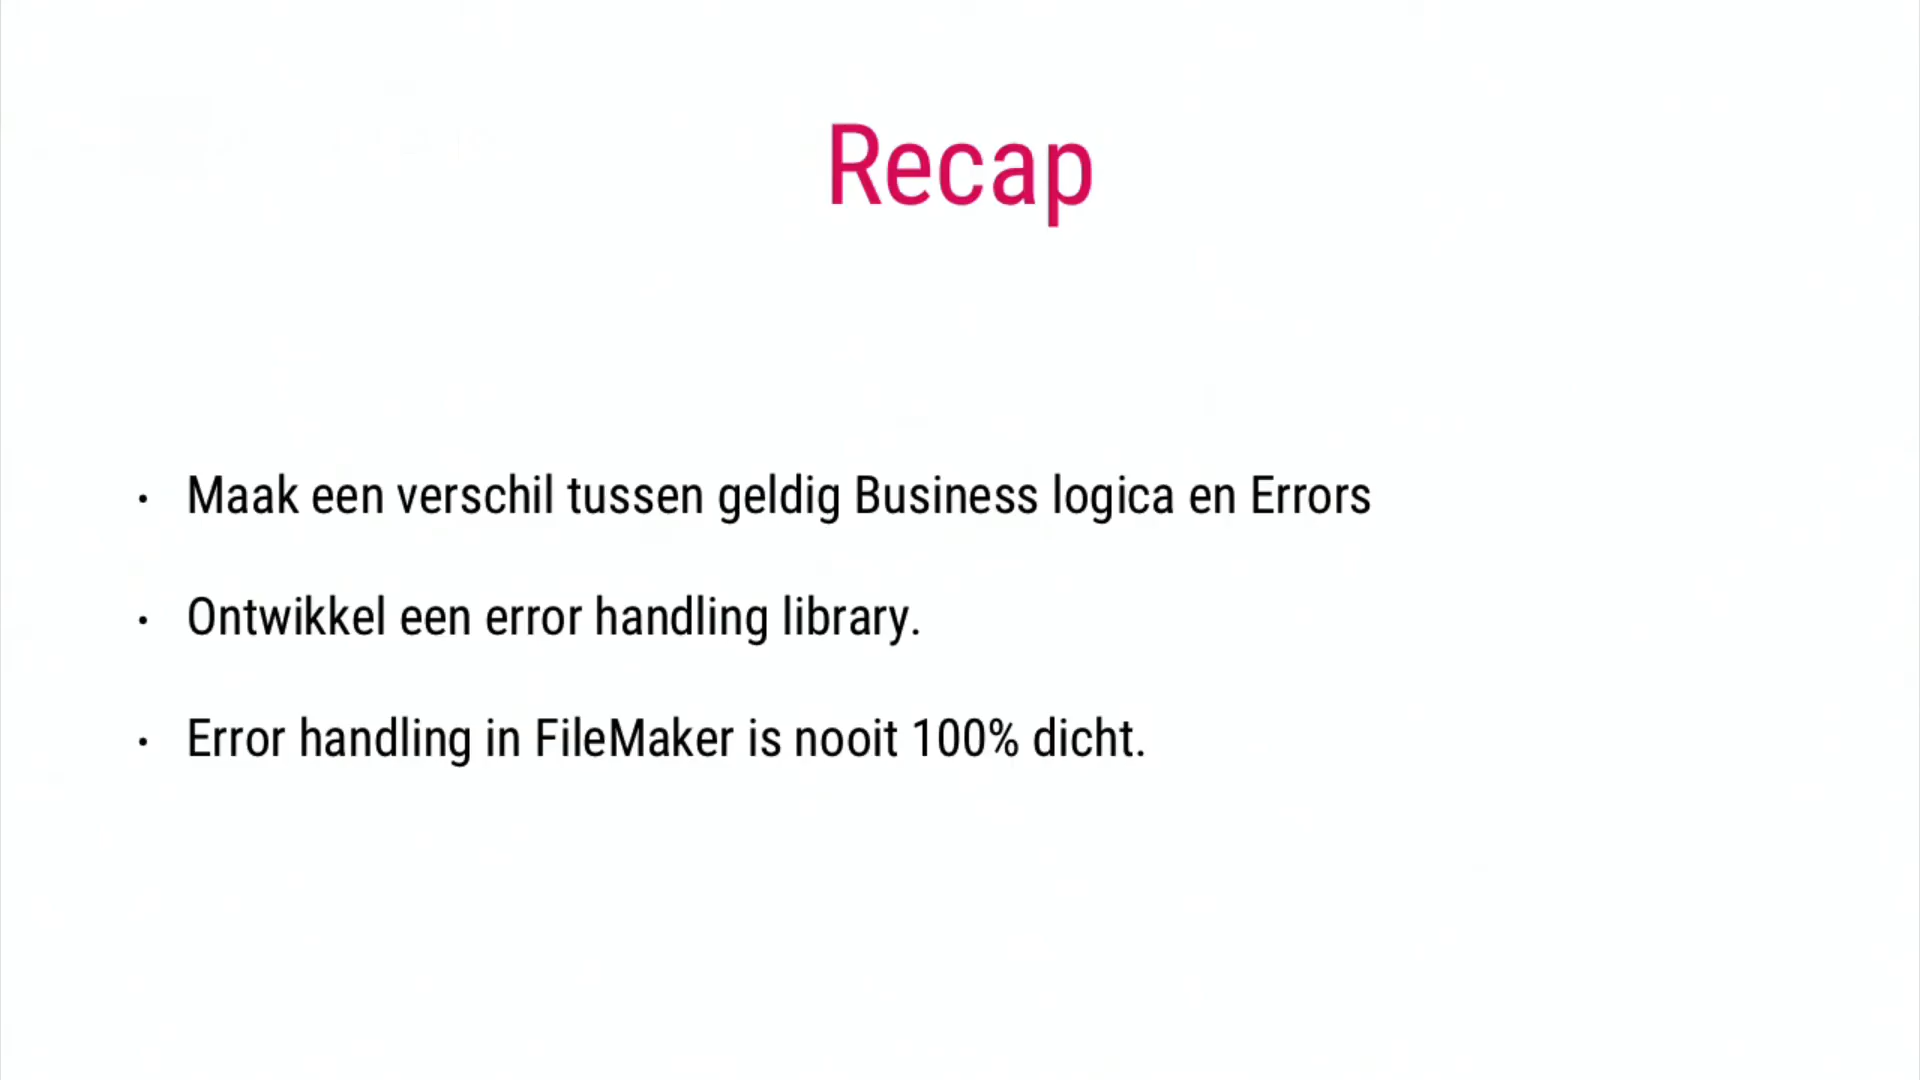 Recap
· Maak een verschil tussen geldig Business logica en Errors
· Ontwikkel een error handling library.
· Error handling in FileMaker is nooit 100% dicht.